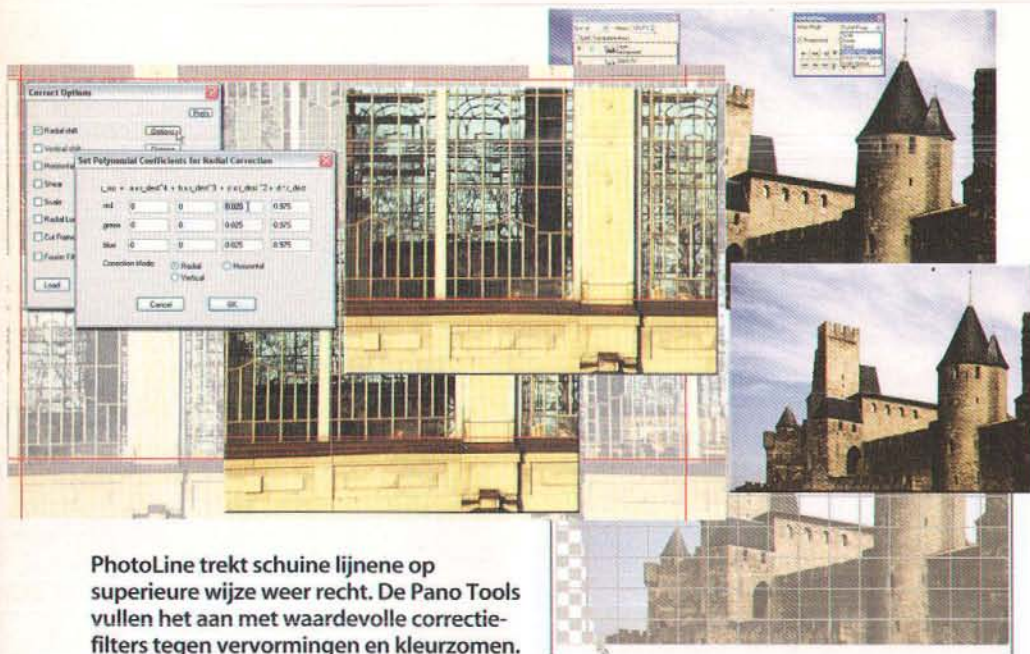 Correct Options
Prefs
Radial shift
Options
Vertical shift
Set Polynomial Coefficients for Radial Correction
Shear
Scale
red 0 0 0.975
green 0 0 0.025 0.975
blue 0 0 0.025 0.975
Correction Mode: Radial Horizontal
Vertical
Load
Cancel OK
PhotoLine trekt schuine lijnene op
superieure wijze weer recht. De Pano Tools
vullen het aan met waardevolle correctie-
filters tegen vervormingen en kleurzomen.